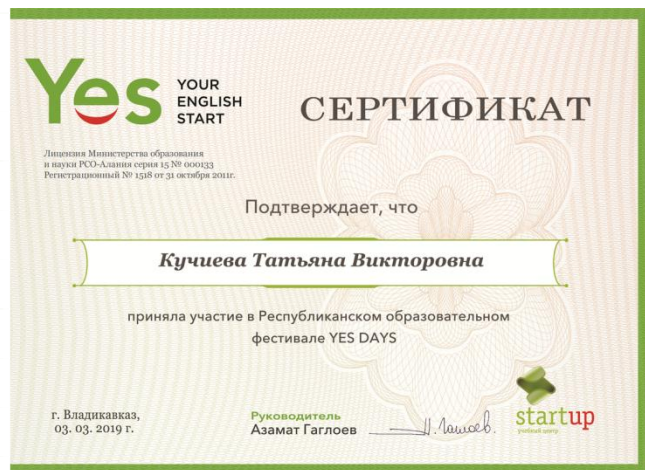 Yes
YOUR
ENGLISH
START
СЕРТИФИКАТ
Лицензия Министерства образования
и науки РСО-Алания серия 15 № 000133
Регистрационный № 1518 от 31 октября 2011г.
Подтверждает, что
Кучиева Татьяна Викторовна
приняла участие в Республиканском образовательном
фестивале YES DAYS
г. Владикавказ,
03. 03. 2019 г.
Руководитель
Азамат Гаглоев
startup
учебный центр